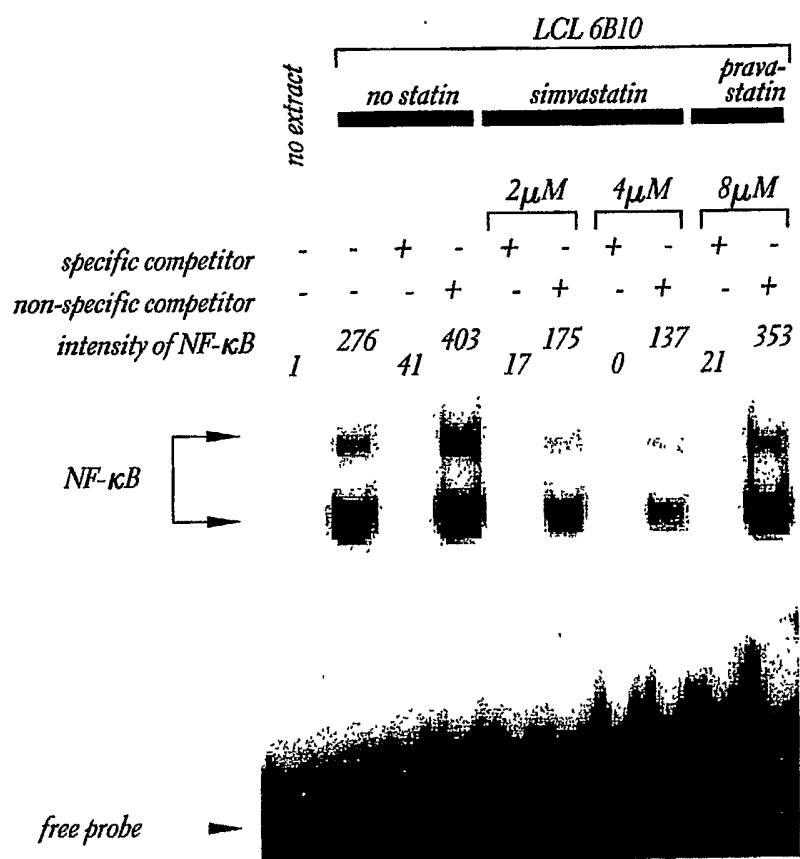 LCL 6B10
no extract
no statin simvastatin prava-
statin
2μM 4μM 8μM
specific competitor - - + - + - + - + -
non-specific competitor - - - + - + - + - +
intensity of NF-κB 1 276 41 403 17 175 0 137 21 353
NF-κB
free probe